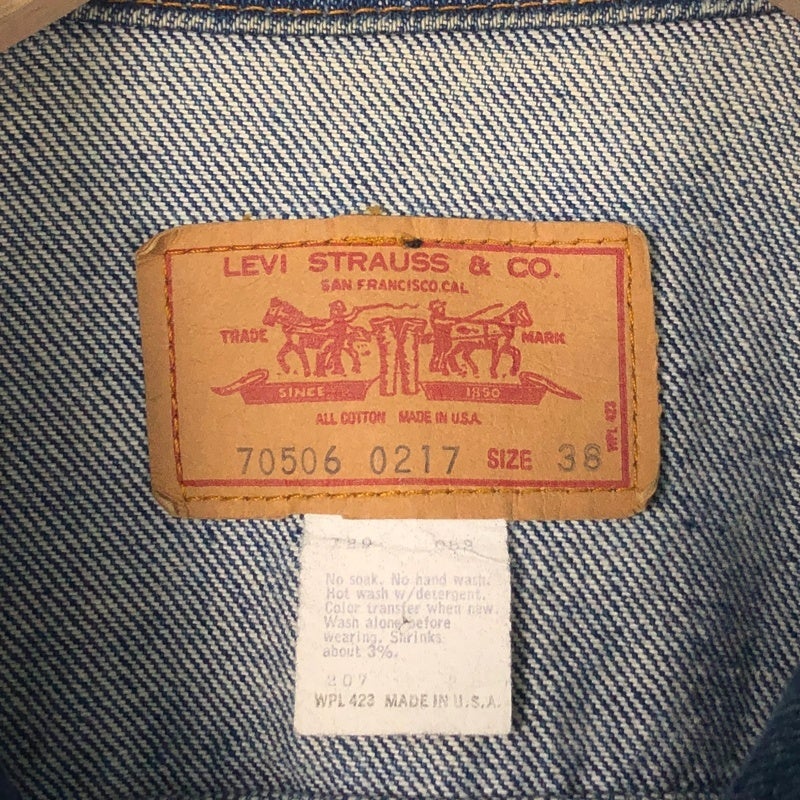 LEVI STRAUSS & CO.
SAN FRANCISCO, CAL
TRADE MARK
SINCE 1850
ALL COTTON MADE IN U.S.A.
WPL 423
70506 0217 SIZE 38
No soak. No hand wash.
Hot wash w/detergent.
Color transfer when new.
Wash alone before
wearing. Shrinks
about 3%.
207
WPL 423 MADE IN U.S.A.